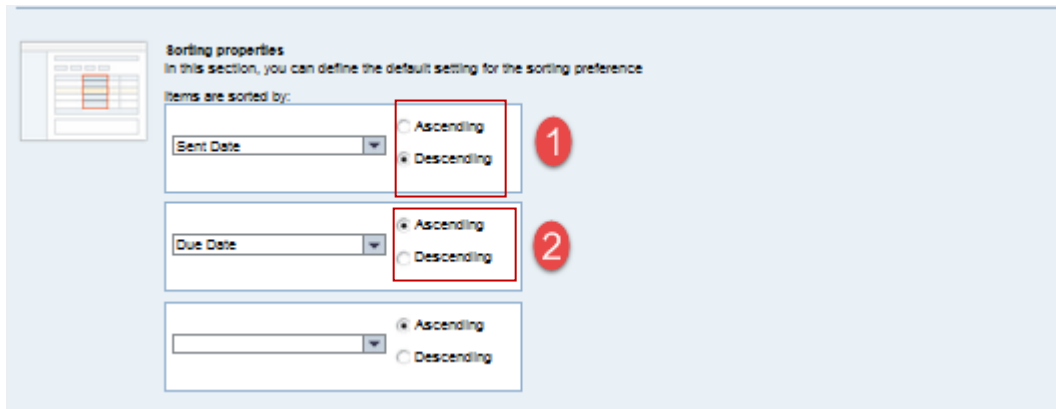 Sorting properties
In this section, you can define the default setting for the sorting preference
Items are sorted by:
Ascending
Sent Date
Descending
1
Ascending
Due Date
Descending
2
Ascending
Descending